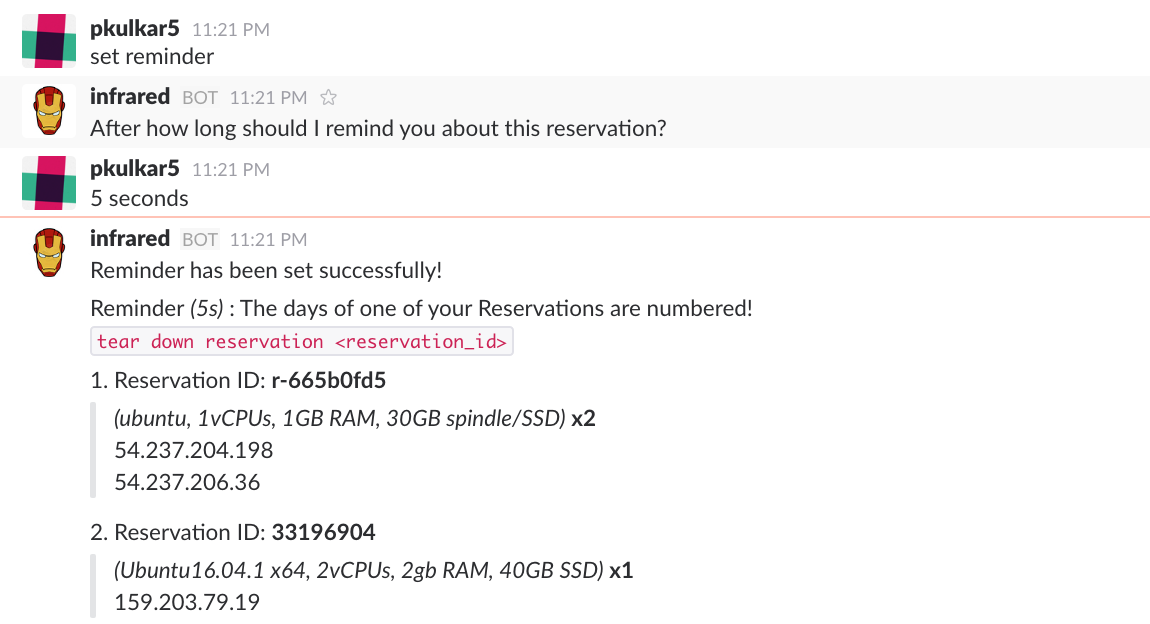 pkulkar5 11:21 PM
set reminder
infrared BOT 11:21 PM
After how long should I remind you about this reservation?
pkulkar5 11:21 PM
5 seconds
infrared BOT 11:21 PM
Reminder has been set successfully!
Reminder (5s) : The days of one of your Reservations are numbered!
tear down reservation <reservation_id>
1. Reservation ID: r-665b0fd5
(ubuntu, 1vCPUs, 1GB RAM, 30GB spindle/SSD) x2
54.237.204.198
54.237.206.36
2. Reservation ID: 33196904
(Ubuntu16.04.1 x64, 2vCPUs, 2gb RAM, 40GB SSD) x1
159.203.79.19